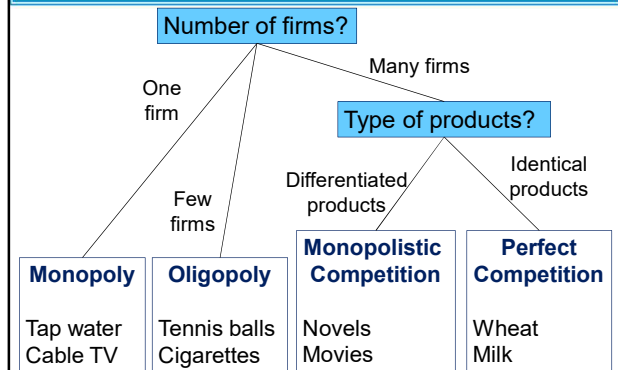 Number of firms?
Many firms
One
firm
Type of products?
Few
firms
Differentiated
products
Identical
products
Monopoly
Tap water
Cable TV
Oligopoly
Tennis balls
Cigarettes
Monopolistic
Competition
Novels
Movies
Perfect
Competition
Wheat
Milk